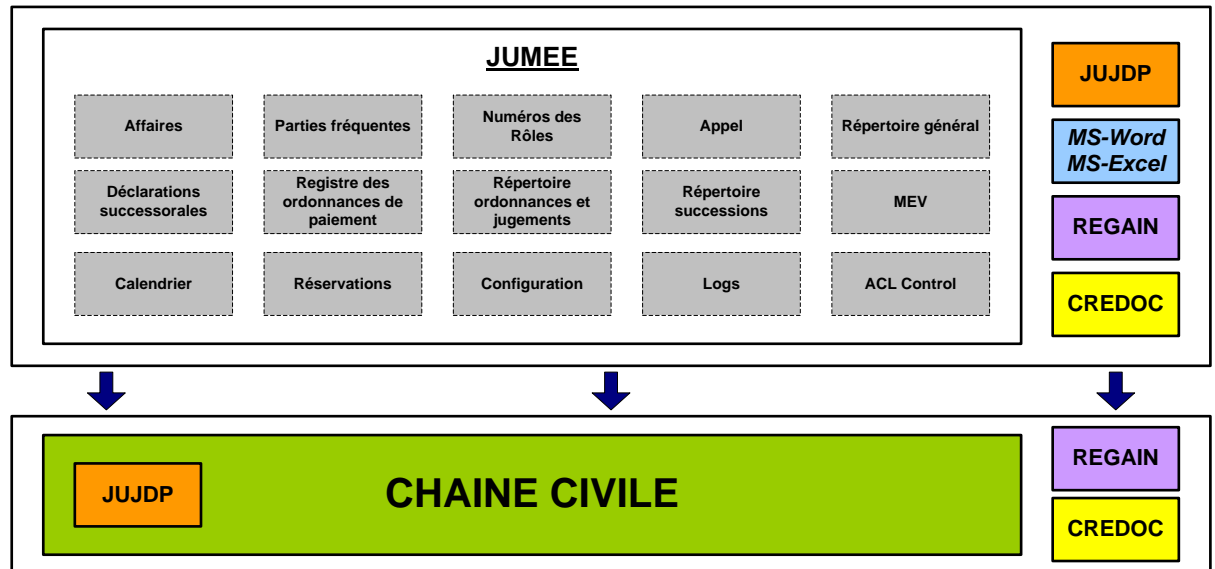 JUMEE
Affaires
Parties fréquentes
Numéros des
Rôles
Appel
Répertoire général
Déclarations
successorales
Registre des
ordonnances de
paiement
Répertoire
ordonnances et
jugements
Répertoire
successions
MEV
Calendrier
Réservations
Configuration
Logs
ACL Control
JUJDP
MS-Word
MS-Excel
REGAIN
CREDOC
JUJDP
CHAINE CIVILE
REGAIN
CREDOC